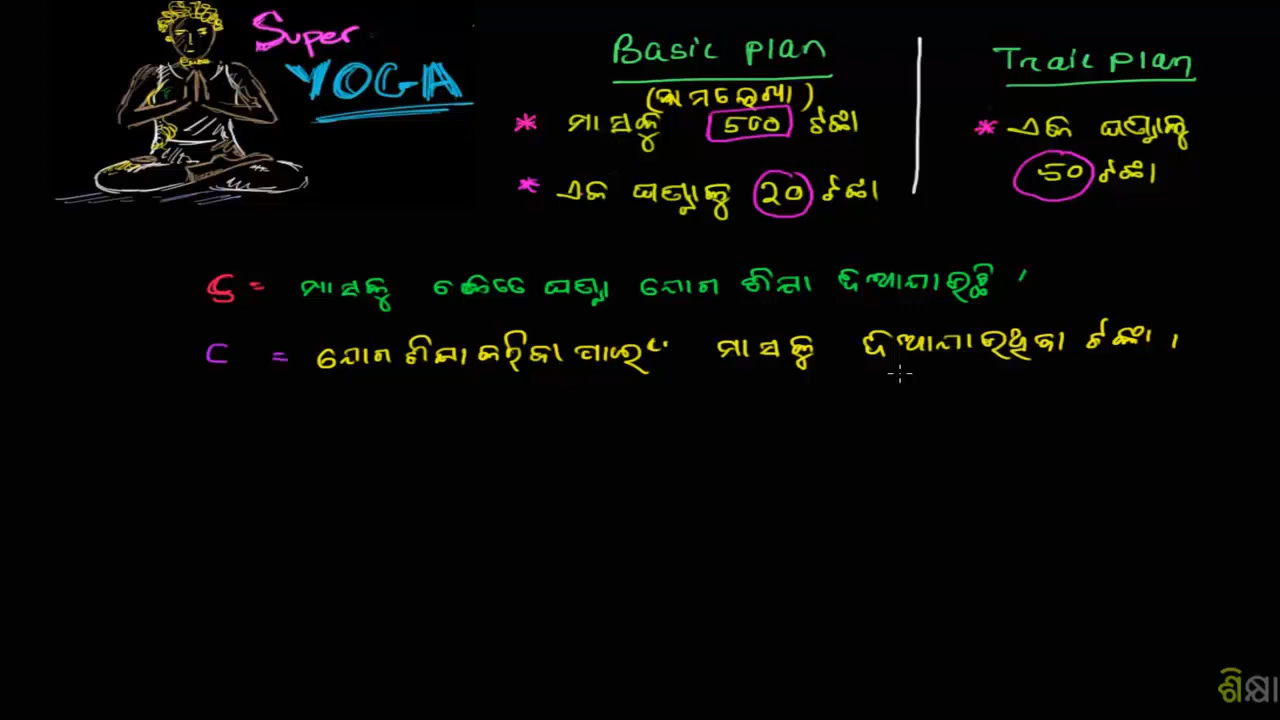 Super
YOGA
Basic plan
* ମାସକୁ 500 ଟଙ୍କା
* ଏକ ଘଣ୍ଟାକୁ 20 ଟଙ୍କା
Trail plan
* ଏକ ଘଣ୍ଟାକୁ
50 ଟଙ୍କା
= ମାସକୁ କେତେ ଘଣ୍ଟା ଯୋଗ ଶିକ୍ଷା ଦିଆଯାଉଛି ।
C = ଯୋଗ ଶିକ୍ଷା କରିବା ପାଇଁ ମାସକୁ ଦିଆଯାଉଥିବା ଟଙ୍କା ।
ଶିକ୍ଷା